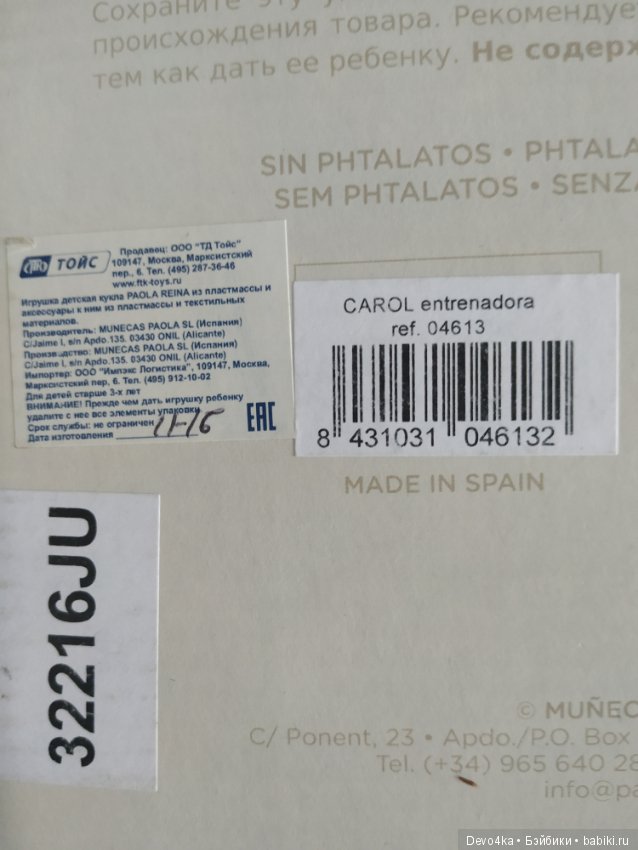 Сохраните эту
происхождения товара. Рекомендуе
тем как дать ее ребенку. Не содерж
SIN PHTALATOS • PHTALA
SEM PHTALATOS • SENZA
ТОЙС
Продавец: ООО "ТД Тойс"
109147, Москва, Марксистский
пер., 6. Тел. (495) 287-36-46
www.ftk-toys.ru
Игрушка детская кукла PAOLA REINA из пластмассы и
аксессуары к ним из пластмассы и текстильных
материалов.
Производитель: MUNECAS PAOLA SL (Испания)
C/Jaime I, s/n Apdo.135. 03430 ONIL (Alicante)
Производство: MUNECAS PAOLA SL (Испания)
C/Jaime I, s/n Apdo.135. 03430 ONIL (Alicante)
Импортер: ООО "Импэкс Логистика", 109147, Москва,
Марксистский пер, 6. Тел. (495) 912-10-02
Для детей старше 3-х лет
ВНИМАНИЕ! Прежде чем дать игрушку ребенку
удалите с нее все элементы упаковки
Срок службы: не ограничен
Дата изготовления 11-16
EAC
CAROL entrenadora
ref. 04613
8 431031 046132
MADE IN SPAIN
32216JU
© MUÑEC
C/ Ponent, 23 • Apdo./P.O. Box
Tel. (+34) 965 640 28
info@pa
Devo4ka • Бэйбики • babiki.ru